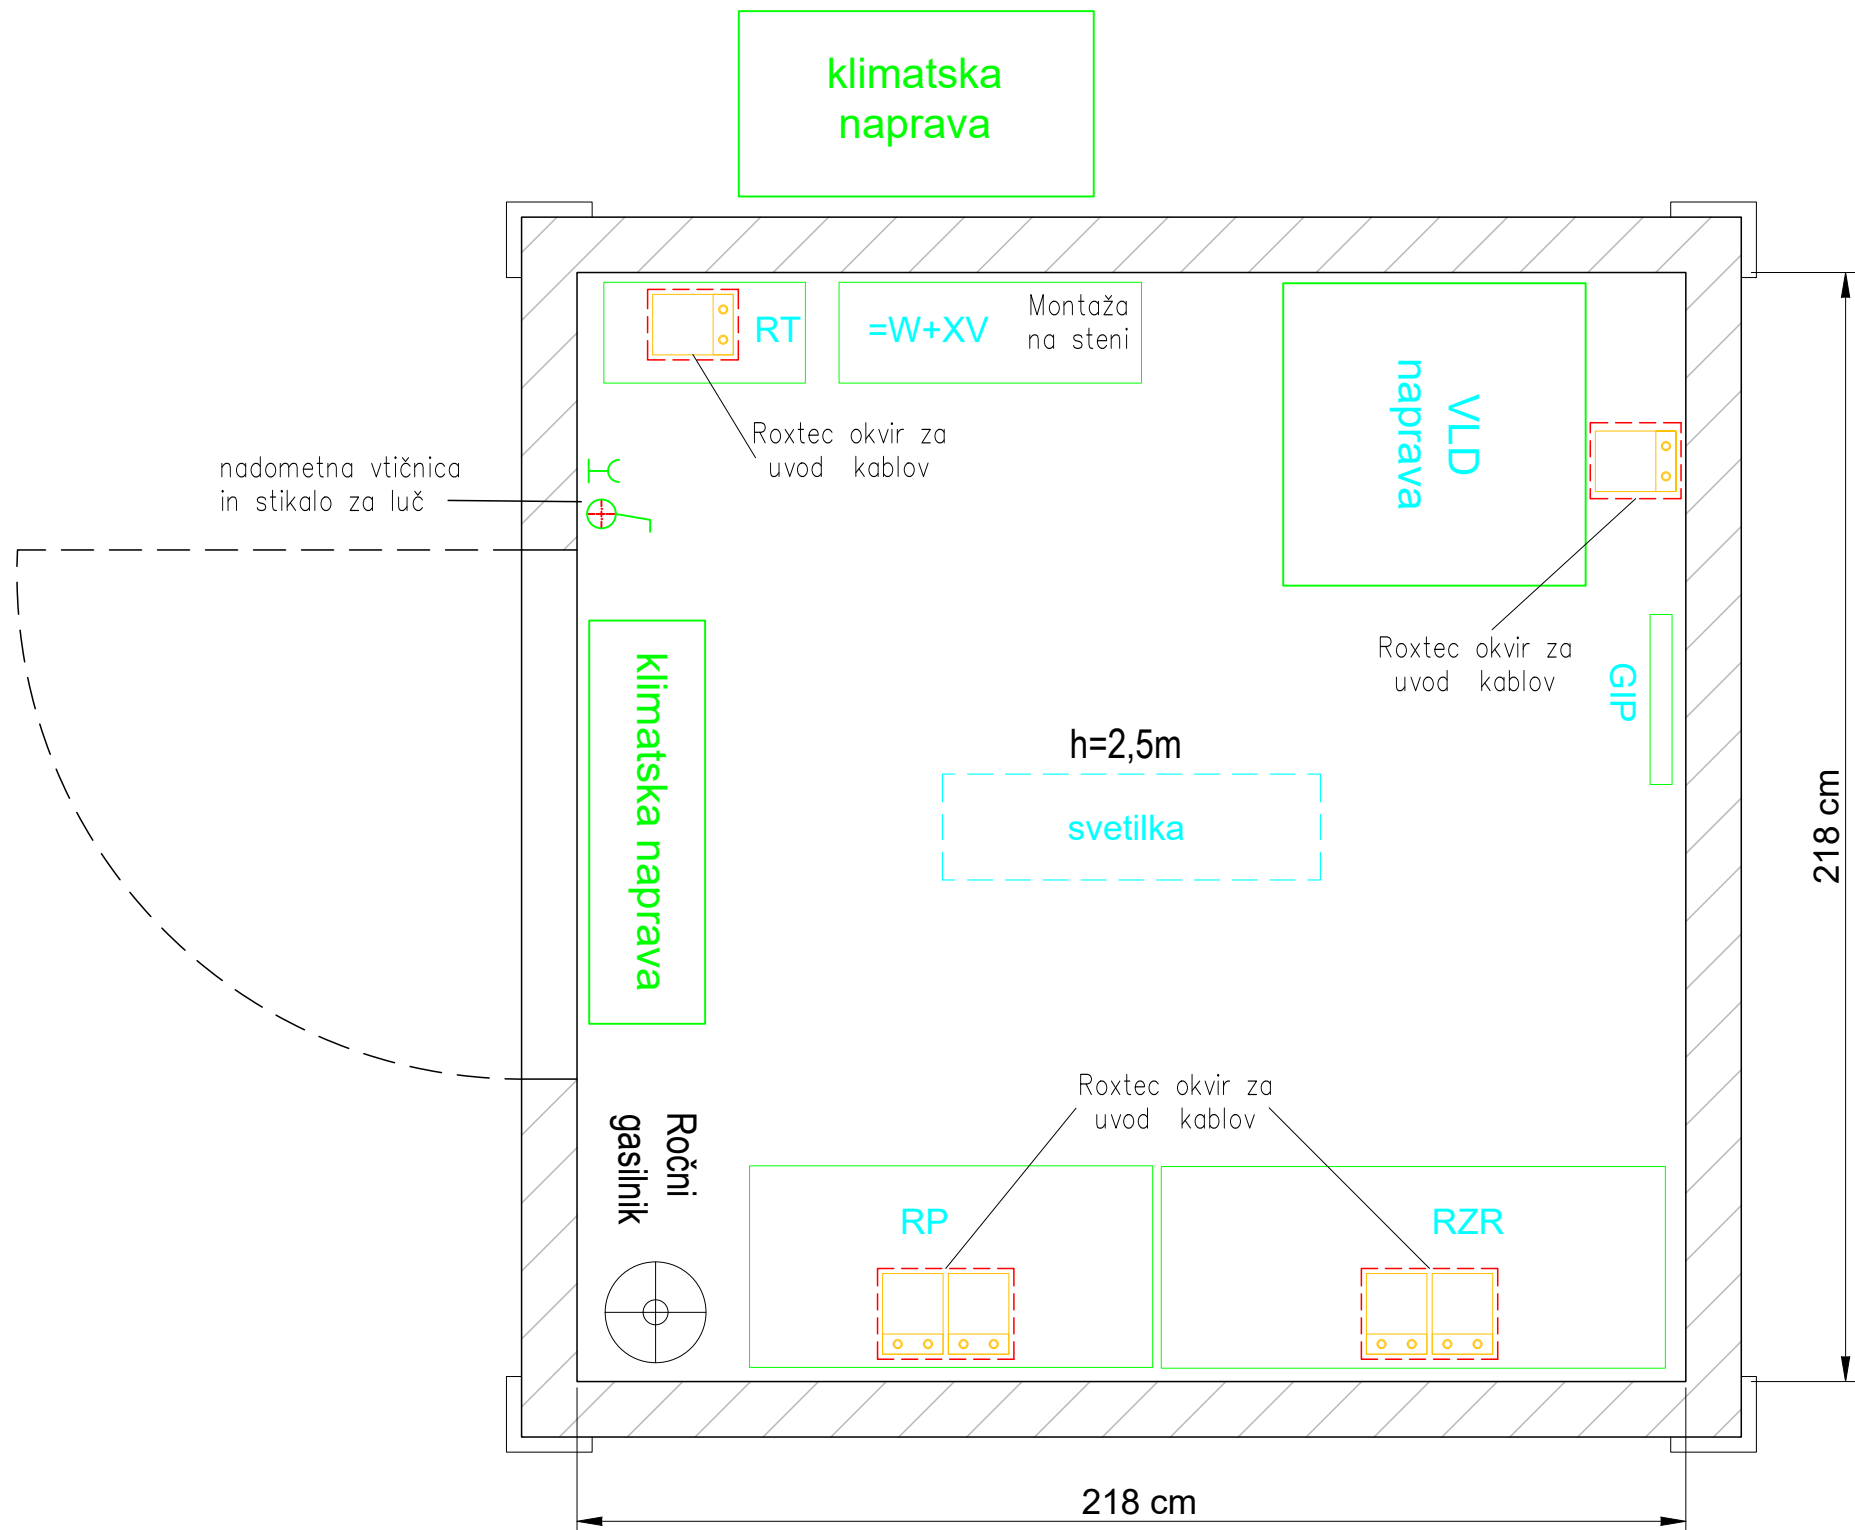 klimatska
naprava
RT
=W+XV
Montaža
na steni
VLD
naprava
Roxtec okvir za
uvod kablov
nadometna vtičnica
in stikalo za luč
Roxtec okvir za
uvod kablov
GIP
klimatska naprava
h=2,5m
svetilka
218 cm
Roxtec okvir za
uvod kablov
Ročni
gasilnik
RP
RZR
218 cm